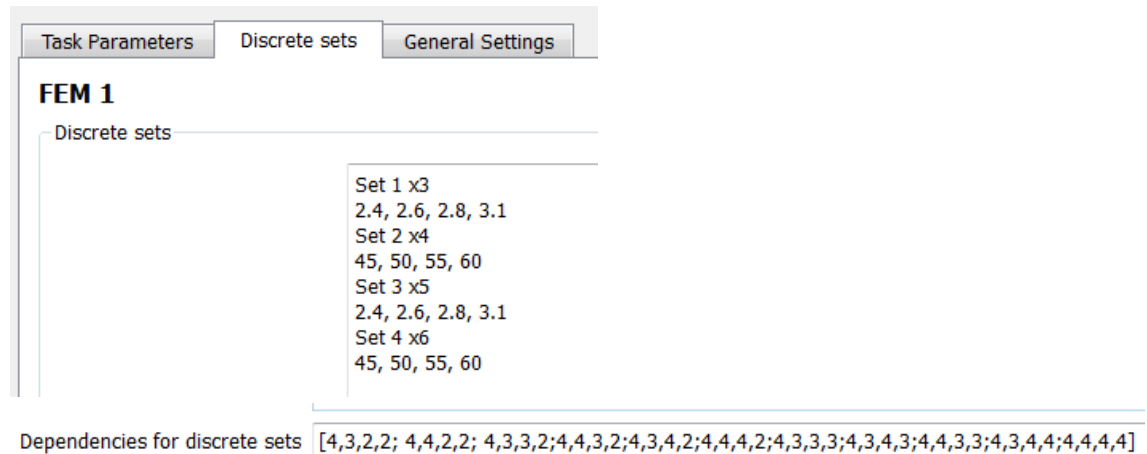 Task Parameters Discrete sets General Settings
FEM 1
Discrete sets
Set 1 x3
2.4, 2.6, 2.8, 3.1
Set 2 x4
45, 50, 55, 60
Set 3 x5
2.4, 2.6, 2.8, 3.1
Set 4 x6
45, 50, 55, 60
Dependencies for discrete sets [4,3,2,2; 4,4,2,2; 4,3,3,2;4,4,3,2;4,3,4,2;4,4,4,2;4,3,3,3;4,3,4,3;4,4,3,3;4,3,4,4;4,4,4,4]